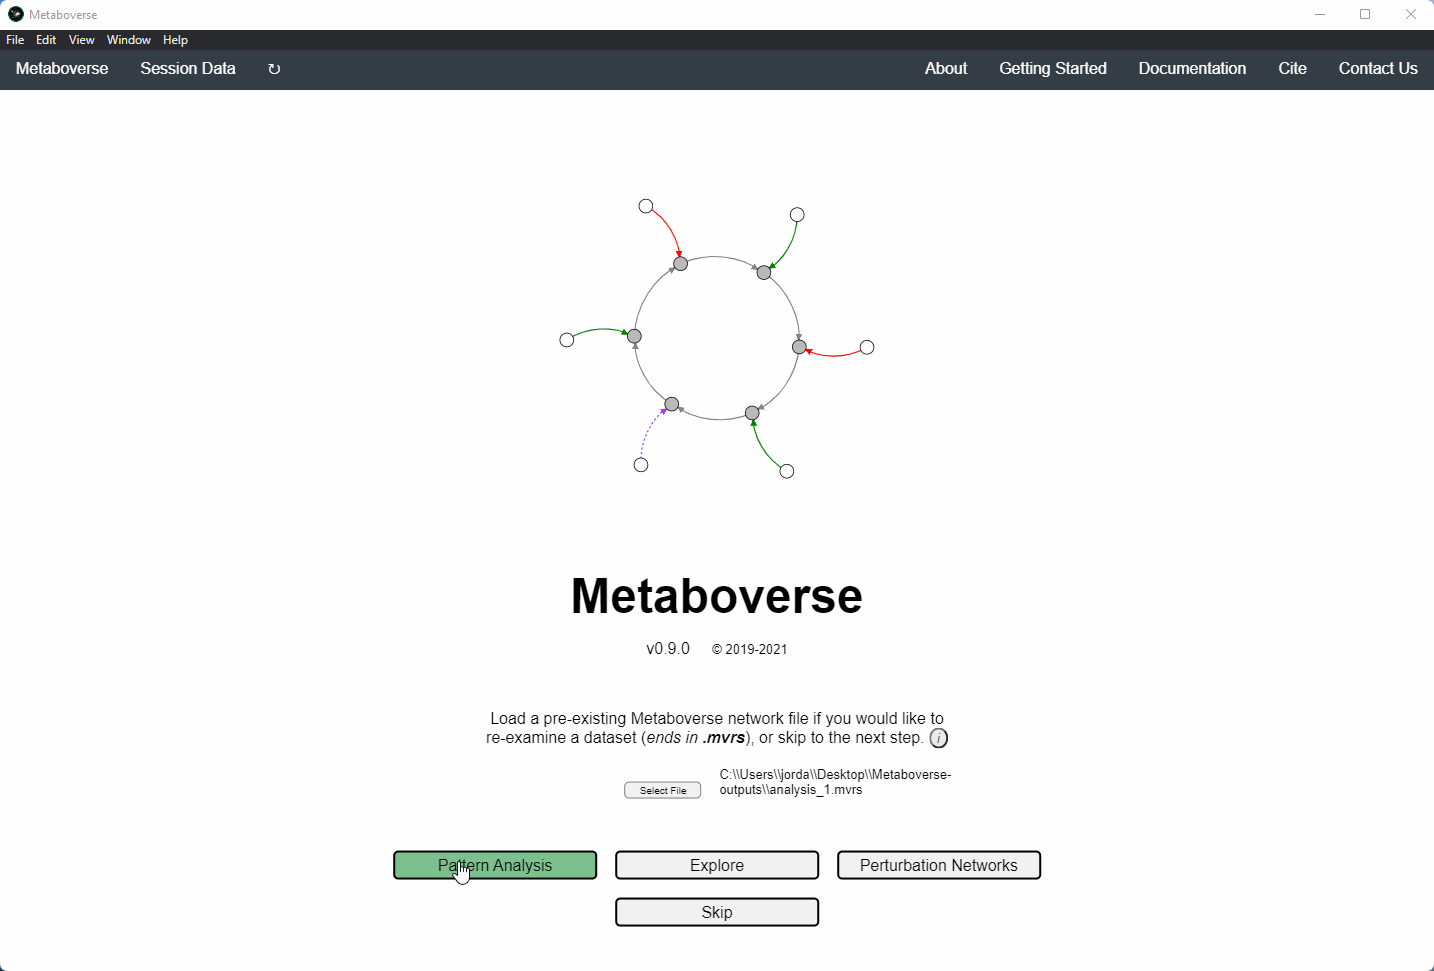 Metaboverse
File Edit View Window Help
Metaboverse Session Data ↻ About Getting Started Documentation Cite Contact Us
Metaboverse
v0.9.0 © 2019-2021
Load a pre-existing Metaboverse network file if you would like to
re-examine a dataset (ends in .mvrs), or skip to the next step. i
C:\\Users\\jorda\\Desktop\\Metaboverse-
Select File outputs\\analysis_1.mvrs
Pattern Analysis Explore Perturbation Networks
Skip